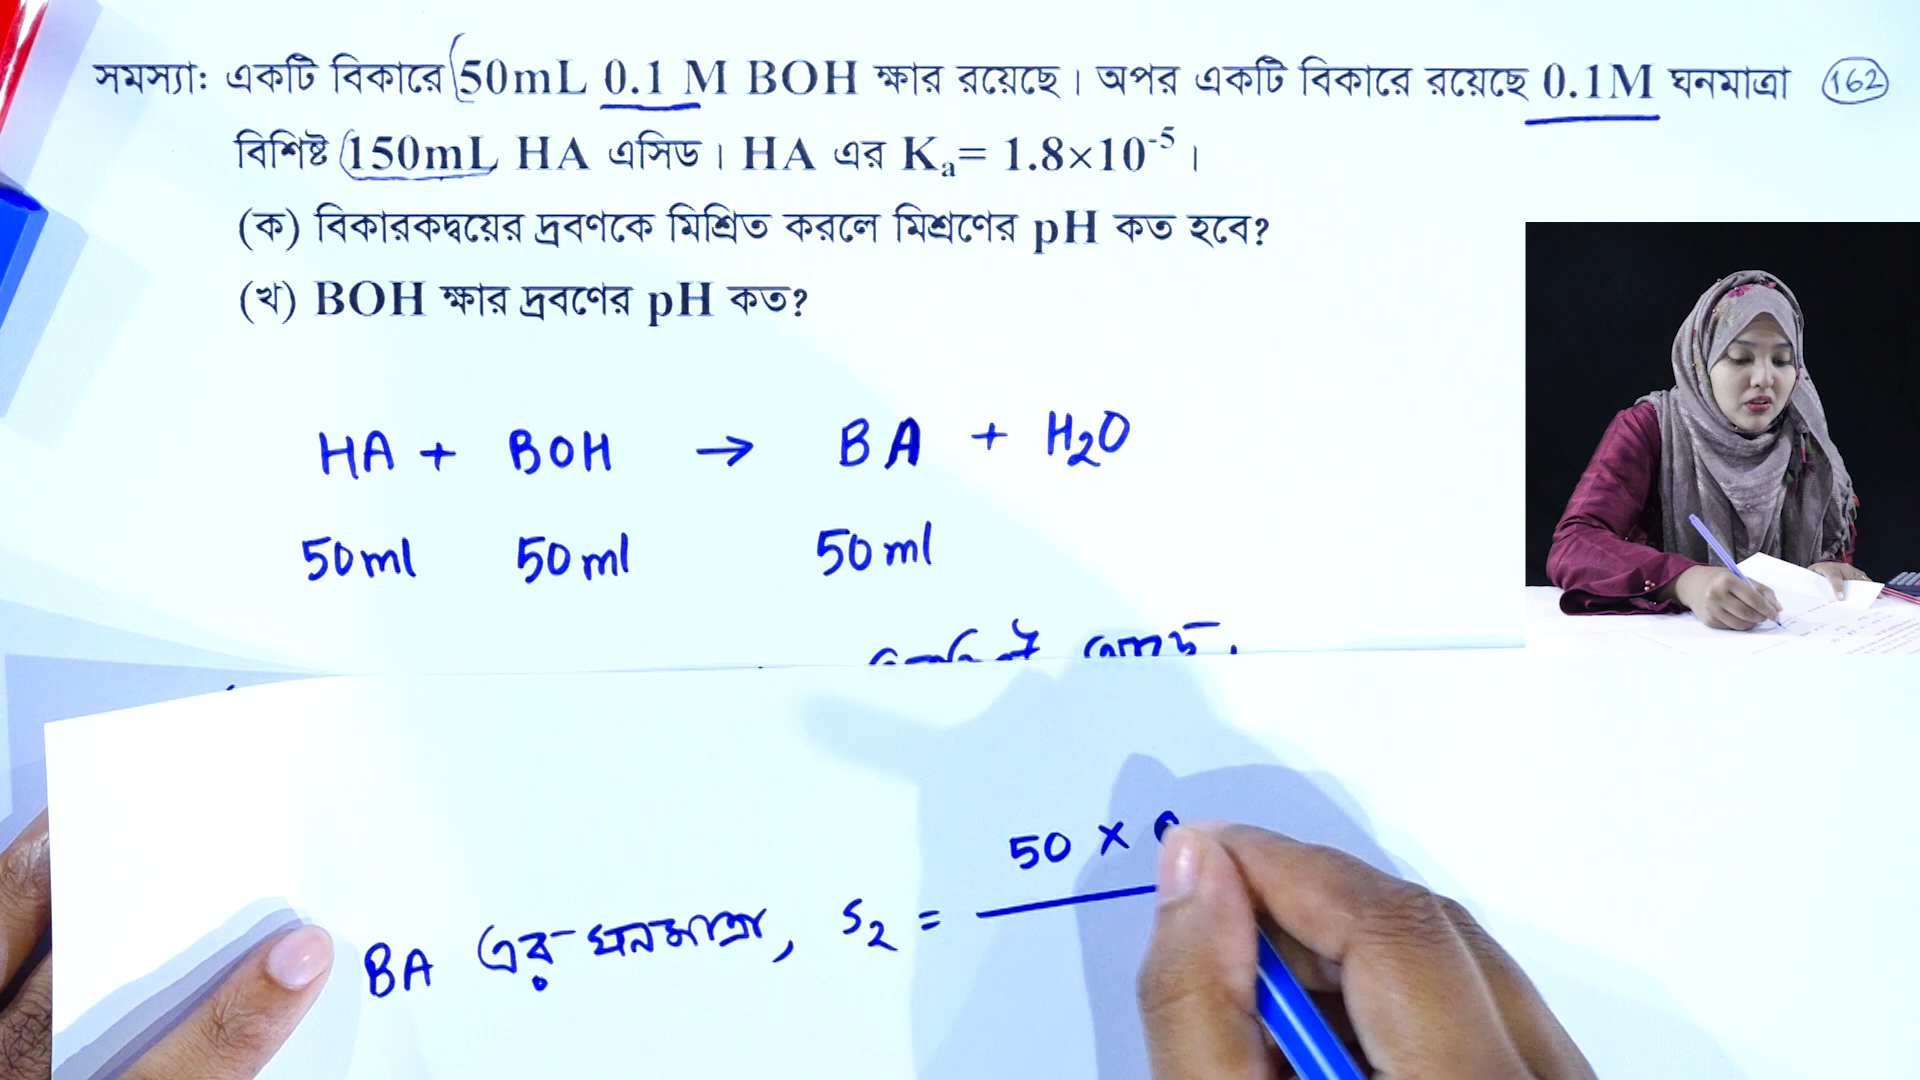 সমস্যাঃ একটি বিকারে 50mL 0.1 M BOH ক্ষার রয়েছে। অপর একটি বিকারে রয়েছে 0.1M ঘনমাত্রা 162
বিশিষ্ট 150mL HA এসিড। HA এর Kₐ= 1.8×10⁻⁵।
(ক) বিকারকদ্বয়ের দ্রবণকে মিশ্রিত করলে মিশ্রণের pH কত হবে?
(খ) BOH ক্ষার দ্রবণের pH কত?
HA + BOH → BA + H₂O
50ml 50ml 50ml
50 ×
BA এর ঘনমাত্রা, S₂ =